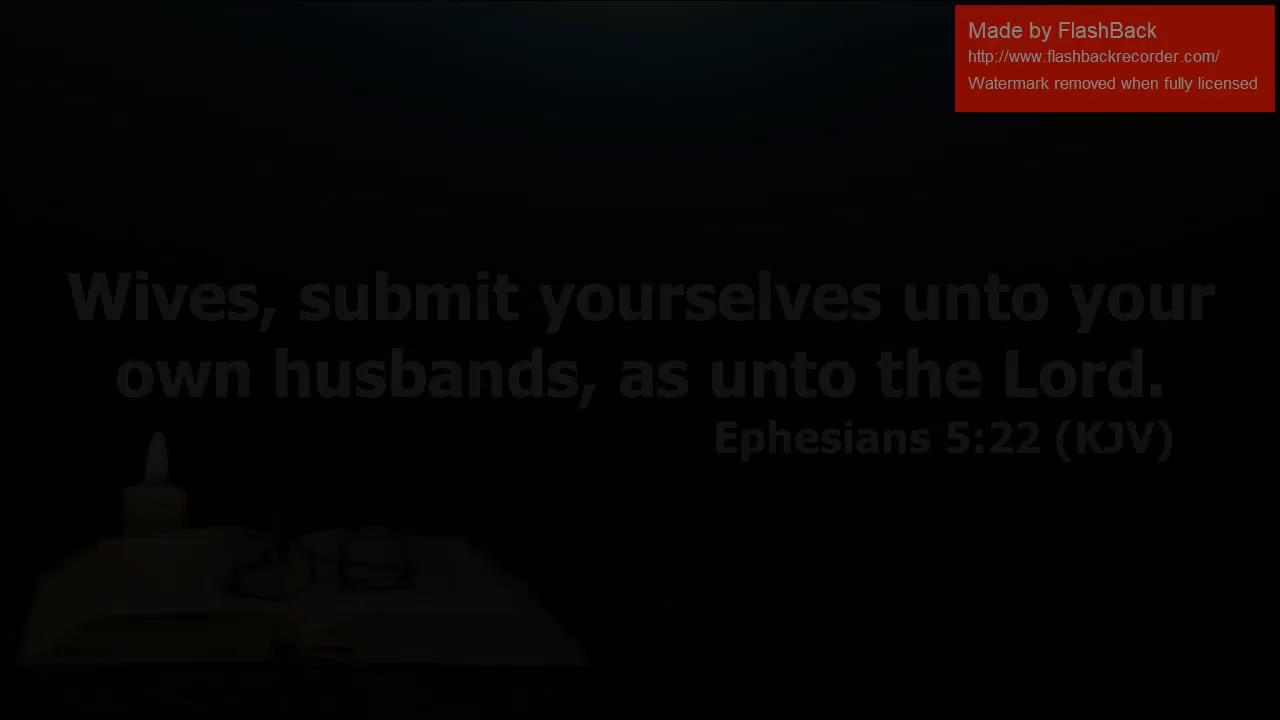 Made by FlashBack
http://www.flashbackrecorder.com/
Watermark removed when fully licensed
Wives, submit yourselves unto your
own husbands, as unto the Lord.
Ephesians 5:22 (KJV)